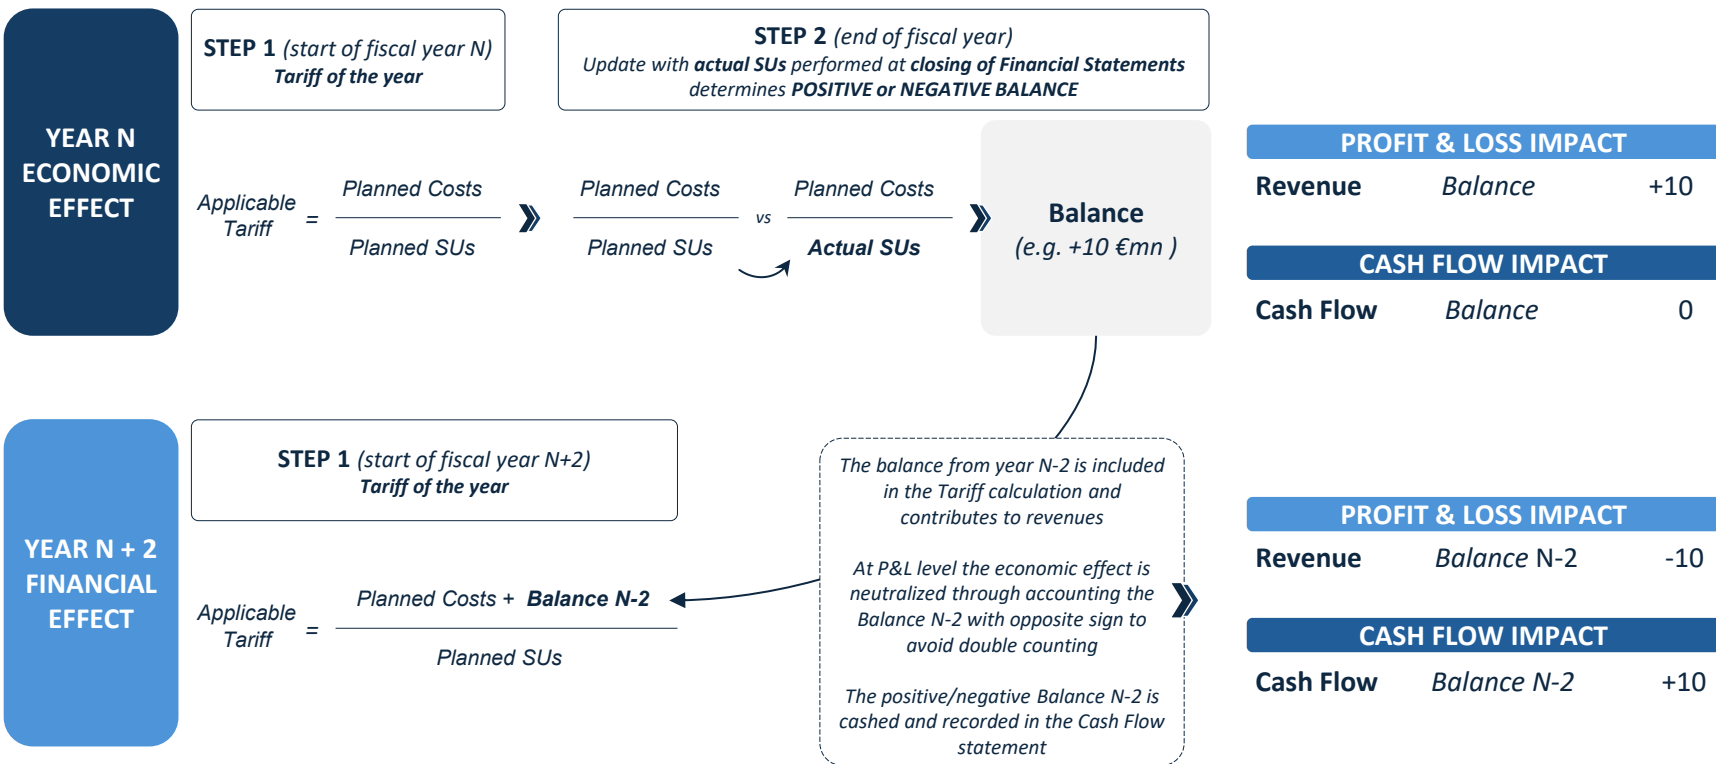 YEAR N
ECONOMIC
EFFECT
STEP 1 (start of fiscal year N)
Tariff of the year
STEP 2 (end of fiscal year)
Update with actual SUs performed at closing of Financial Statements
determines POSITIVE or NEGATIVE BALANCE
Applicable
Tariff
=
Planned Costs
Planned SUs
Planned Costs
Planned SUs
vs
Planned Costs
Actual SUs
Balance
(e.g. +10 €mn )
PROFIT & LOSS IMPACT
Revenue Balance +10
CASH FLOW IMPACT
Cash Flow Balance 0
YEAR N + 2
FINANCIAL
EFFECT
STEP 1 (start of fiscal year N+2)
Tariff of the year
Applicable
Tariff
=
Planned Costs + Balance N-2
Planned SUs
The balance from year N-2 is included
in the Tariff calculation and
contributes to revenues
At P&L level the economic effect is
neutralized through accounting the
Balance N-2 with opposite sign to
avoid double counting
The positive/negative Balance N-2 is
cashed and recorded in the Cash Flow
statement
PROFIT & LOSS IMPACT
Revenue Balance N-2 -10
CASH FLOW IMPACT
Cash Flow Balance N-2 +10